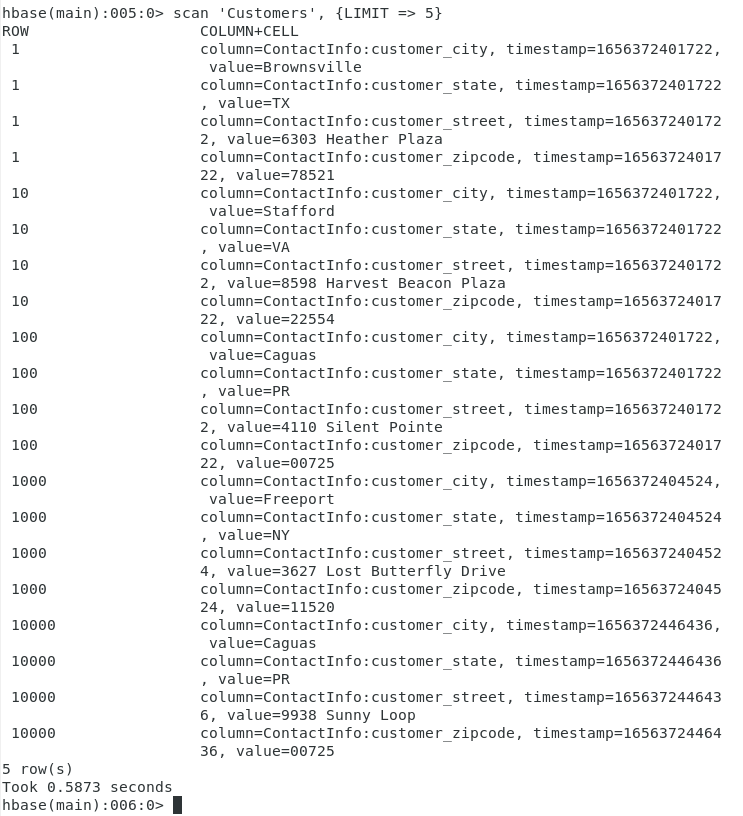 hbase(main):005:0> scan 'Customers', {LIMIT => 5}
ROW                   COLUMN+CELL
 1                    column=ContactInfo:customer_city, timestamp=1656372401722,
                       value=Brownsville
 1                    column=ContactInfo:customer_state, timestamp=1656372401722
                      , value=TX
 1                    column=ContactInfo:customer_street, timestamp=165637240172
                      2, value=6303 Heather Plaza
 1                    column=ContactInfo:customer_zipcode, timestamp=16563724017
                      22, value=78521
 10                   column=ContactInfo:customer_city, timestamp=1656372401722,
                       value=Stafford
 10                   column=ContactInfo:customer_state, timestamp=1656372401722
                      , value=VA
 10                   column=ContactInfo:customer_street, timestamp=165637240172
                      2, value=8598 Harvest Beacon Plaza
 10                   column=ContactInfo:customer_zipcode, timestamp=16563724017
                      22, value=22554
 100                  column=ContactInfo:customer_city, timestamp=1656372401722,
                       value=Caguas
 100                  column=ContactInfo:customer_state, timestamp=1656372401722
                      , value=PR
 100                  column=ContactInfo:customer_street, timestamp=165637240172
                      2, value=4110 Silent Pointe
 100                  column=ContactInfo:customer_zipcode, timestamp=16563724017
                      22, value=00725
 1000                 column=ContactInfo:customer_city, timestamp=1656372404524,
                       value=Freeport
 1000                 column=ContactInfo:customer_state, timestamp=1656372404524
                      , value=NY
 1000                 column=ContactInfo:customer_street, timestamp=165637240452
                      4, value=3627 Lost Butterfly Drive
 1000                 column=ContactInfo:customer_zipcode, timestamp=16563724045
                      24, value=11520
 10000                column=ContactInfo:customer_city, timestamp=1656372446436,
                       value=Caguas
 10000                column=ContactInfo:customer_state, timestamp=1656372446436
                      , value=PR
 10000                column=ContactInfo:customer_street, timestamp=165637244643
                      6, value=9938 Sunny Loop
 10000                column=ContactInfo:customer_zipcode, timestamp=16563724464
                      36, value=00725
5 row(s)
Took 0.5873 seconds
hbase(main):006:0>